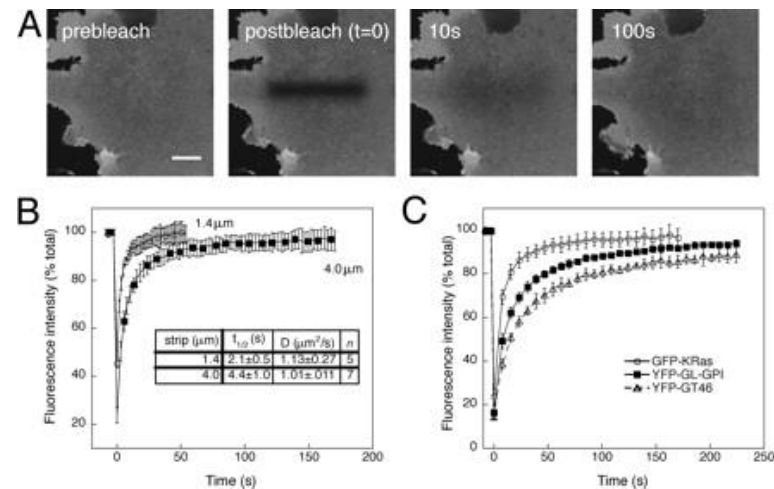 A
prebleach
postbleach (t=0)
10s
100s
B
Fluorescence intensity (% total)
100
80
60
40
20
1.4μm
4.0μm
strip (μm) t1/2 (s) D (μm²/s) n
1.4 2.1±0.5 1.13±0.27 5
4.0 4.4±1.0 1.01±.011 7
0 50 100 150 200
Time (s)
C
Fluorescence intensity (% total)
100
80
60
40
20
0
GFP-KRas
YFP-GL-GPI
YFP-GT46
0 50 100 150 200 250
Time (s)